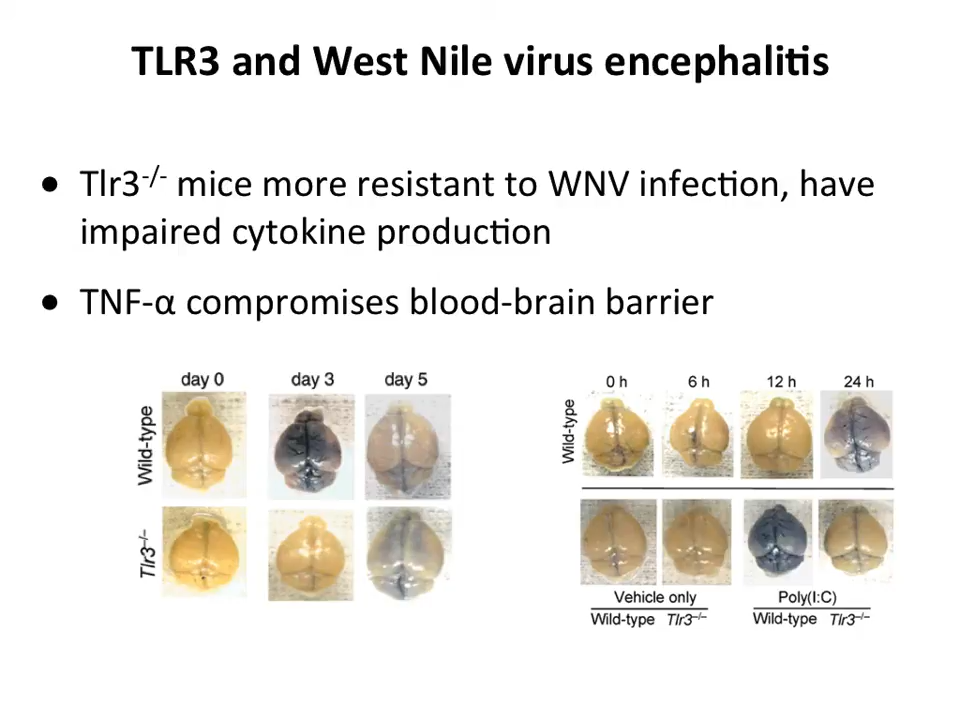 TLR3 and West Nile virus encephalitis
• Tlr3-/- mice more resistant to WNV infection, have
impaired cytokine production
• TNF-α compromises blood-brain barrier
day 0 day 3 day 5
Wild-type
Tlr3–/–
0 h 6 h 12 h 24 h
Wild-type
Vehicle only Poly(I:C)
Wild-type Tlr3–/– Wild-type Tlr3–/–